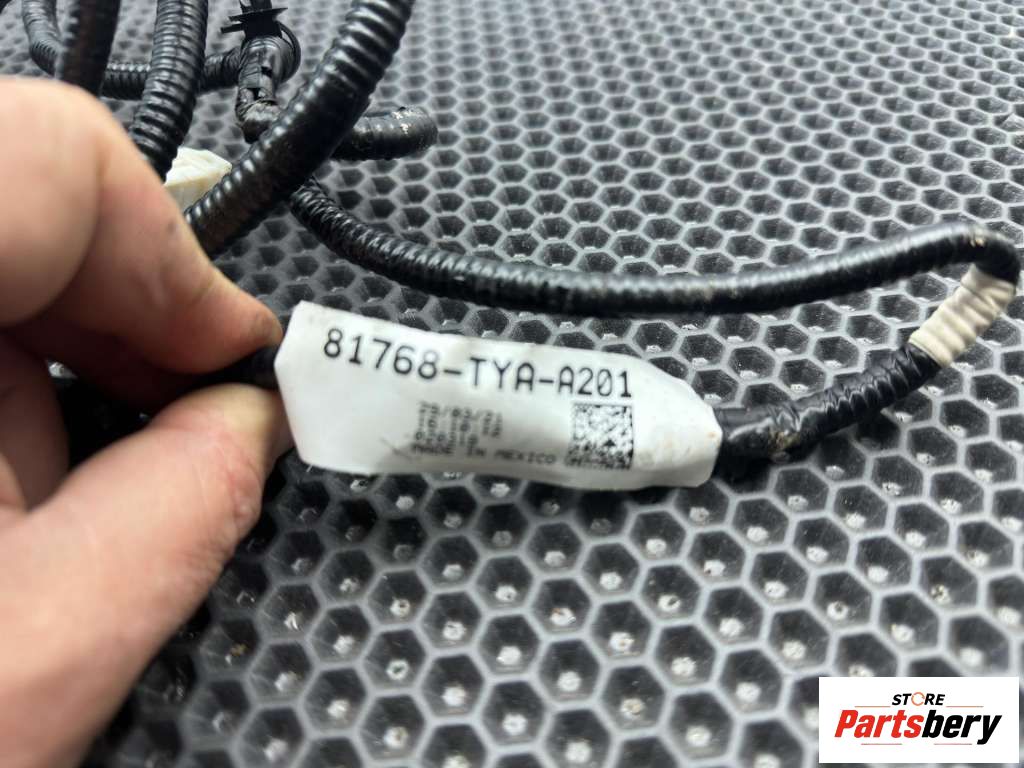 81768-TYA-A201
MADE IN MEXICO
STORE
Partsbery